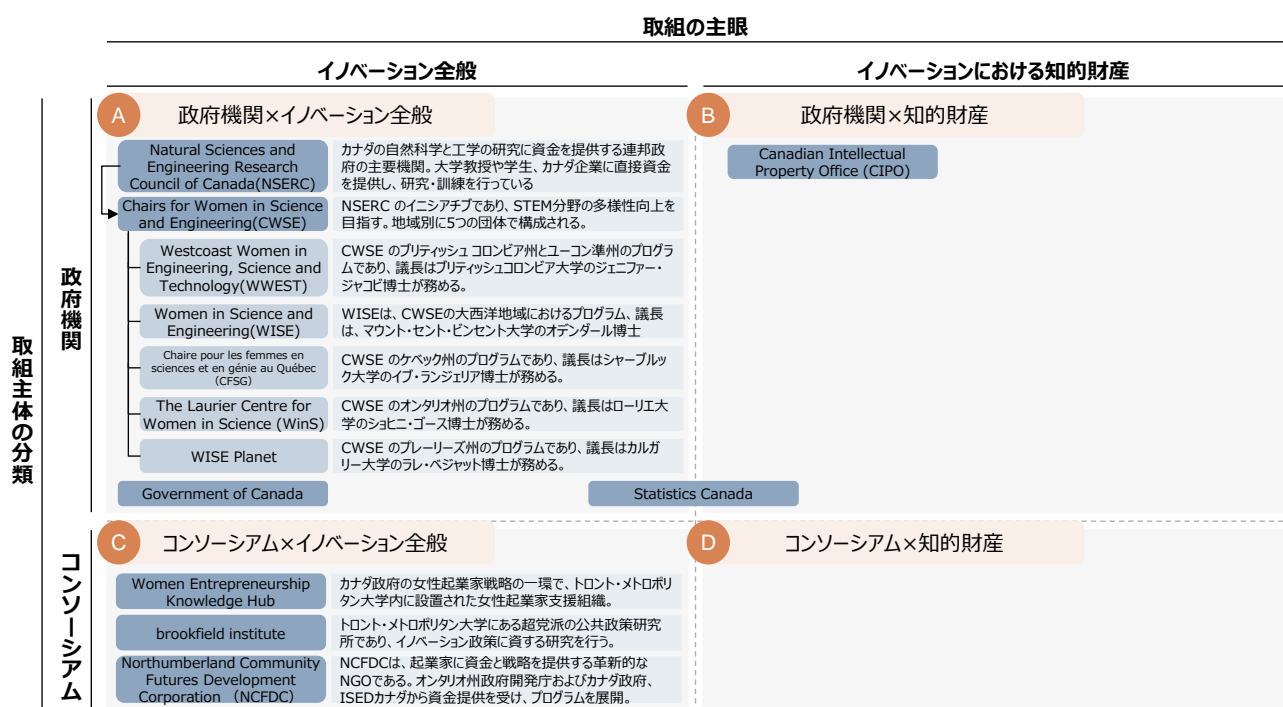 取組の主眼
イノベーション全般
イノベーションにおける知的財産
取組主体の分類
政府機関
A
政府機関×イノベーション全般
B
政府機関×知的財産
Natural Sciences and
Engineering Research
Council of Canada(NSERC)
カナダの自然科学と工学の研究に資金を提供する連邦政
府の主要機関。大学教授や学生、カナダ企業に直接資金
を提供し、研究・訓練を行っている
Canadian Intellectual
Property Office (CIPO)
Chairs for Women in Science
and Engineering(CWSE)
NSERC のイニシアチブであり、STEM分野の多様性向上を
目指す。地域別に5つの団体で構成される。
Westcoast Women in
Engineering, Science and
Technology(WWEST)
CWSE のブリティッシュ コロンビア州とユーコン準州のプログラ
ムであり、議長はブリティッシュコロンビア大学のジェニファー・
ジャコビ博士が務める。
Women in Science and
Engineering(WISE)
WISEは、CWSEの大西洋地域におけるプログラム、議長
は、マウント・セント・ビンセント大学のオデンダール博士
Chaire pour les femmes en
sciences et en génie au Québec
（CFSG）
CWSE のケベック州のプログラムであり、議長はシャーブルッ
ク大学のイブ・ランジェリア博士が務める。
The Laurier Centre for
Women in Science (WinS)
CWSE のオンタリオ州のプログラムであり、議長はローリエ大
学のショヒニ・ゴース博士が務める。
WISE Planet
CWSE のプレーリーズ州のプログラムであり、議長はカルガ
リー大学のラレ・ベジャット博士が務める。
Government of Canada
Statistics Canada
コンソーシアム
C
コンソーシアム×イノベーション全般
D
コンソーシアム×知的財産
Women Entrepreneurship
Knowledge Hub
カナダ政府の女性起業家戦略の一環で、トロント・メトロポリ
タン大学内に設置された女性起業家支援組織。
brookfield institute
トロント・メトロポリタン大学にある超党派の公共政策研究
所であり、イノベーション政策に資する研究を行う。
Northumberland Community
Futures Development
Corporation （NCFDC）
NCFDCは、起業家に資金と戦略を提供する革新的な
NGOである。オンタリオ州政府開発庁およびカナダ政府、
ISEDカナダから資金提供を受け、プログラムを展開。